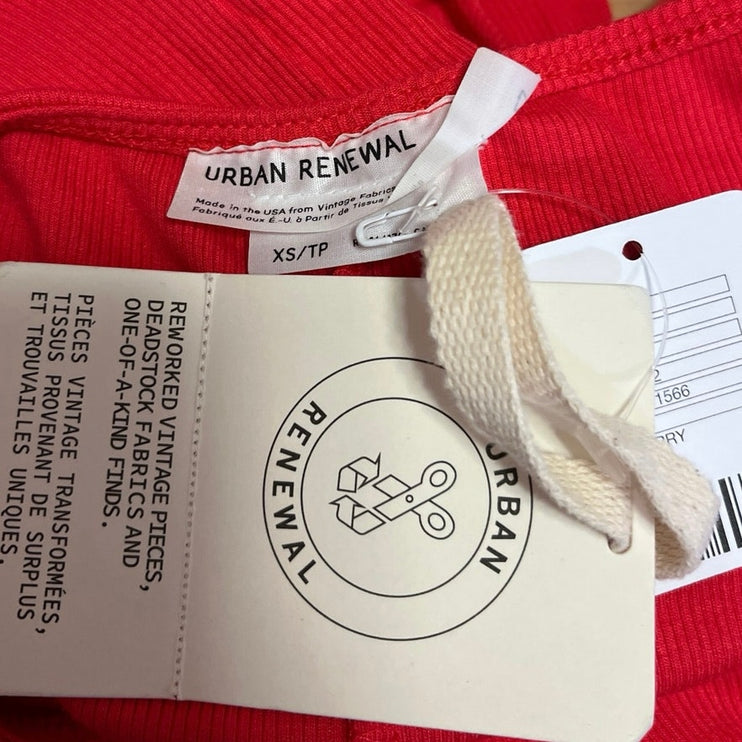 URBAN RENEWAL
Made in the USA from Vintage Fabrics
Fabriqué aux É.-U. à Partir de Tissus
XS/TP
REWORKED VINTAGE PIECES,
DEADSTOCK FABRICS AND
ONE-OF-A-KIND FINDS.
PIÈCES VINTAGE TRANSFORMÉES,
TISSUS PROVENANT DE SURPLUS
ET TROUVAILLES UNIQUES.
URBAN
RENEWAL
2
1566
RY